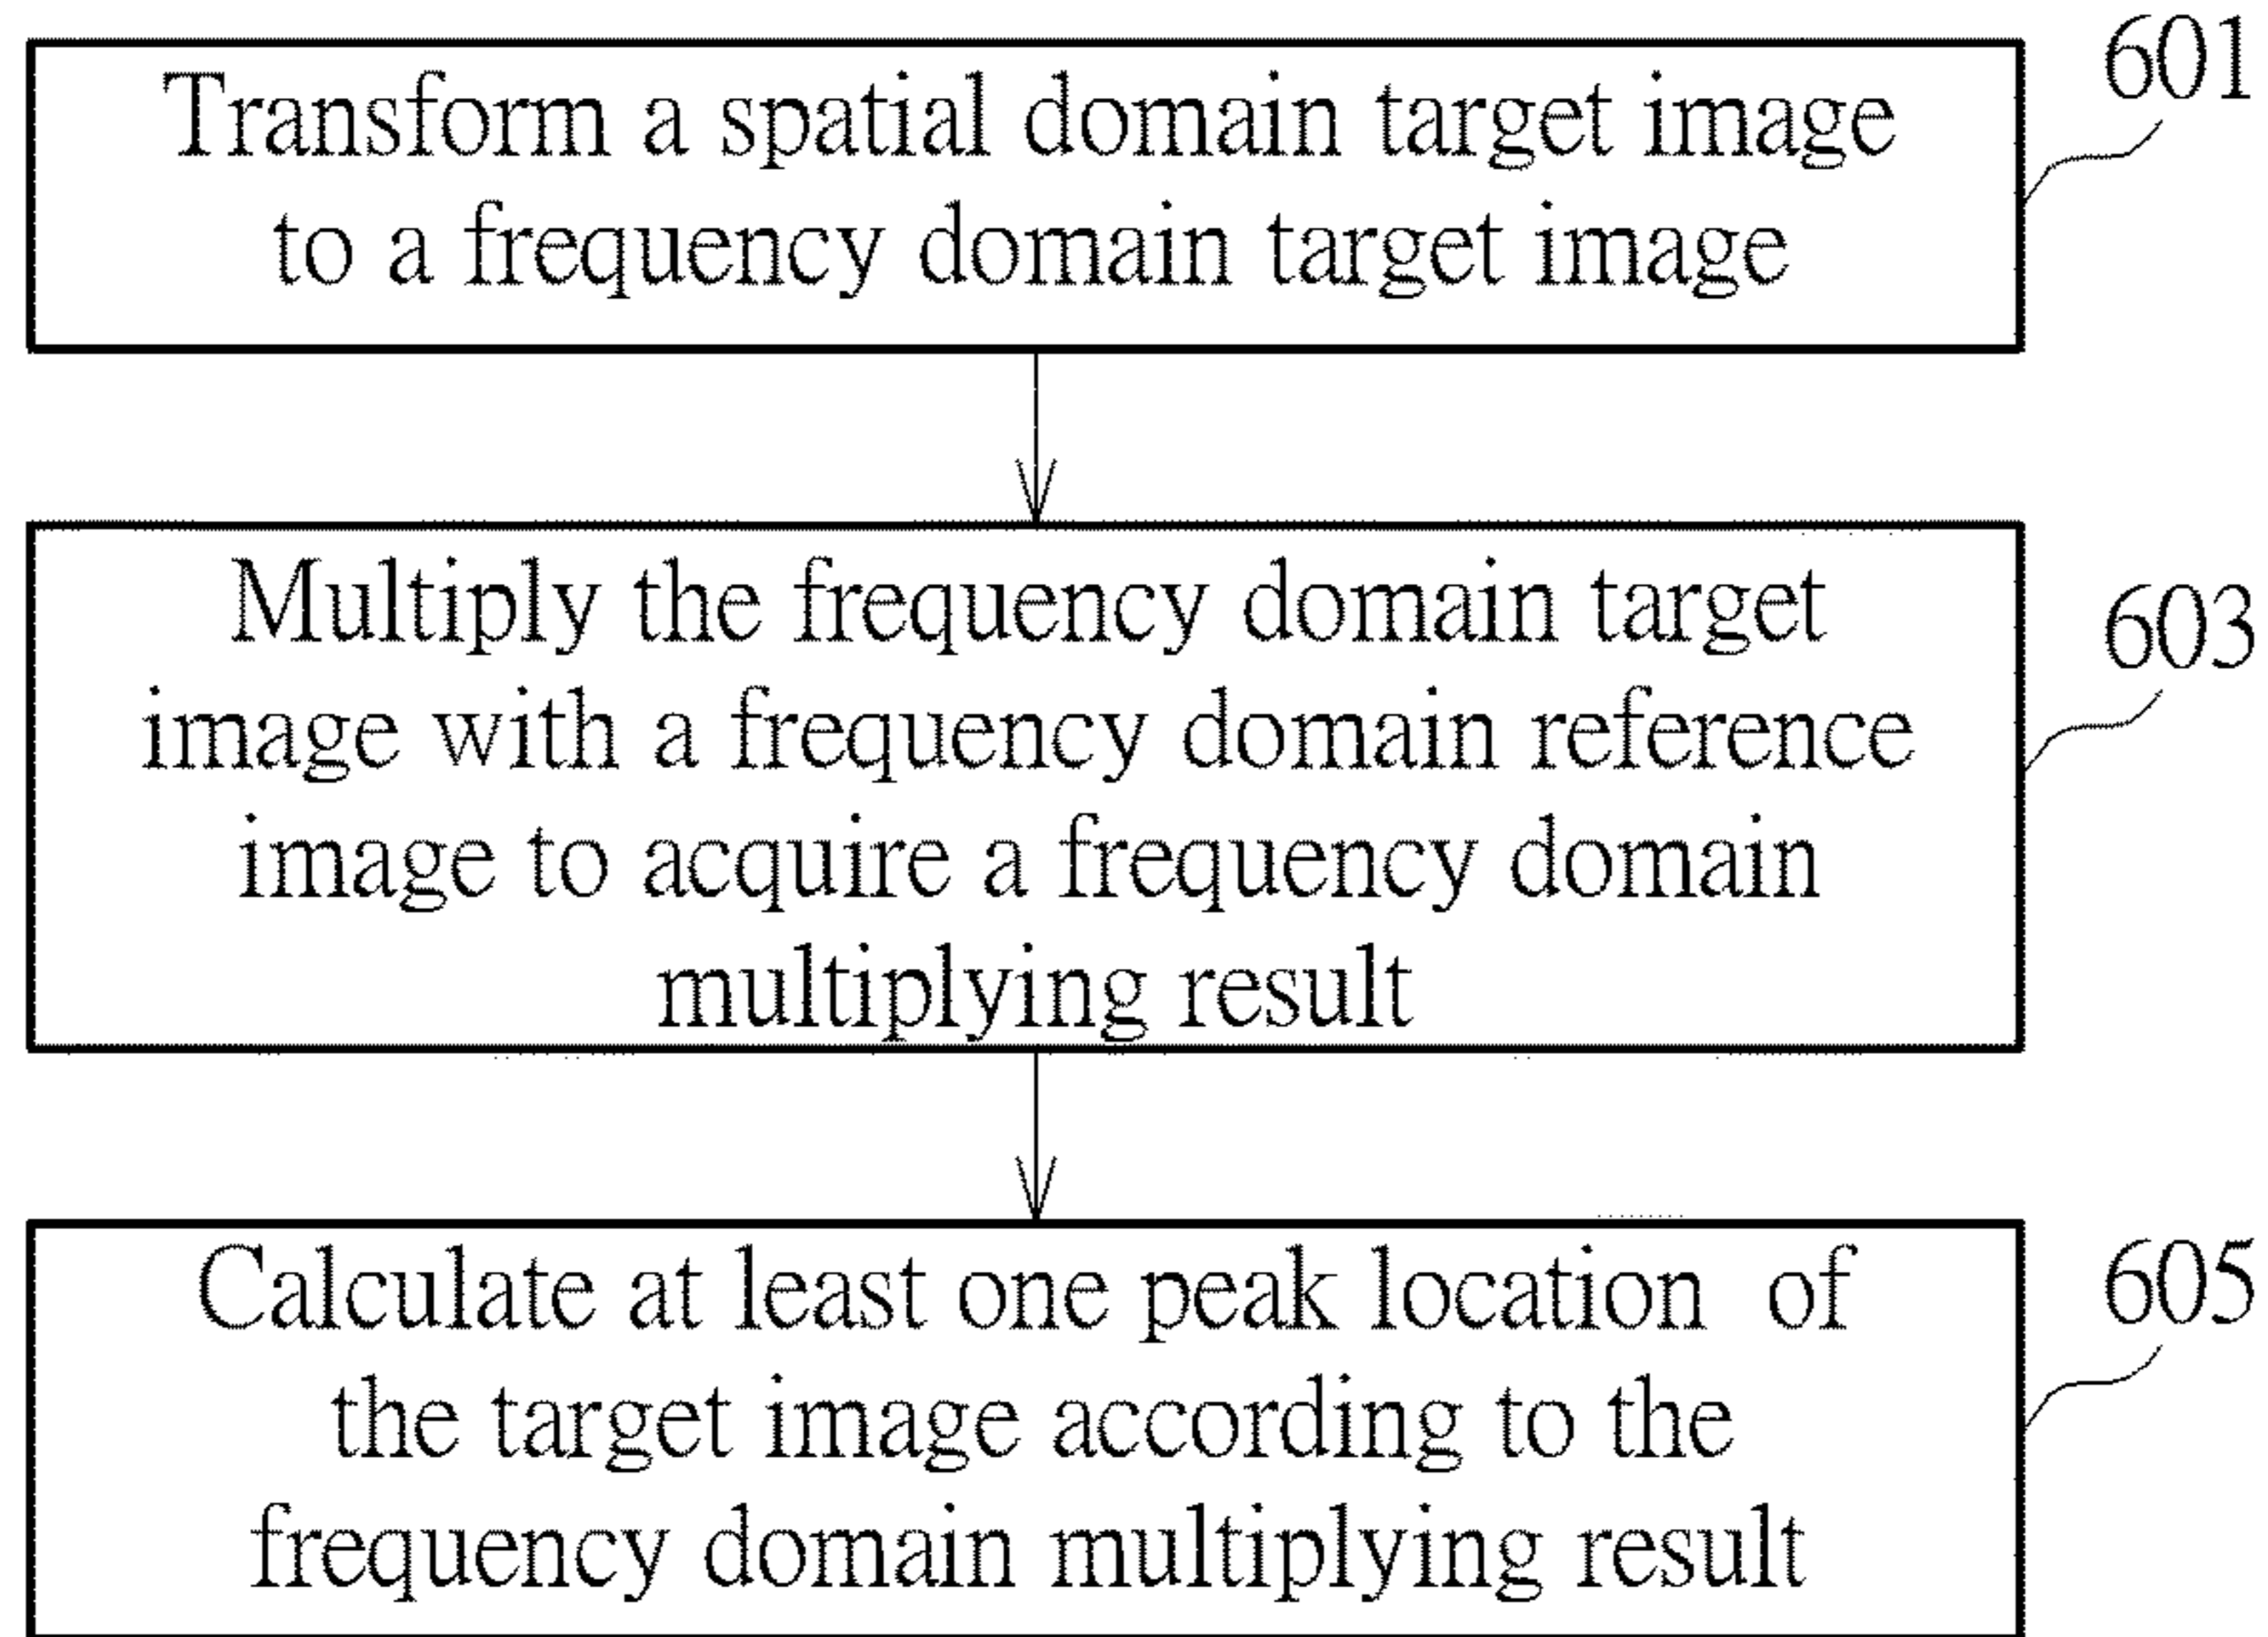 601
Transform a spatial domain target image
to a frequency domain target image
603
Multiply the frequency domain target
image with a frequency domain reference
image to acquire a frequency domain
multiplying result
605
Calculate at least one peak location of
the target image according to the
frequency domain multiplying result